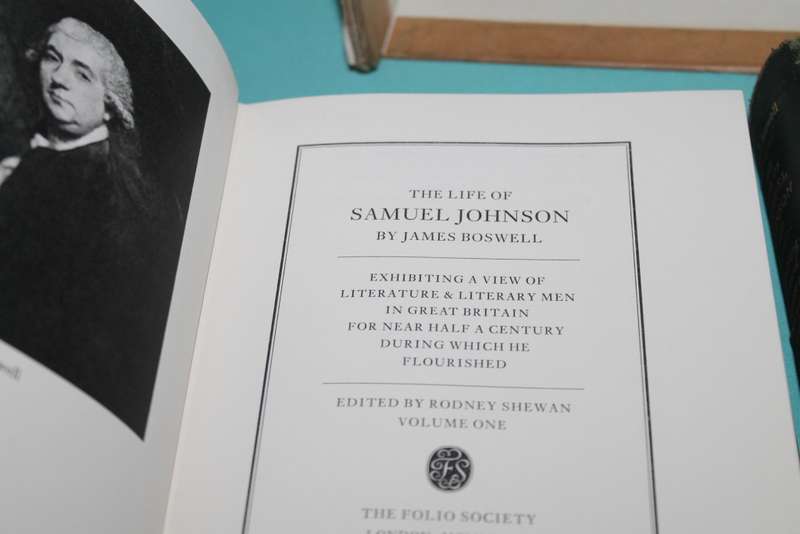 THE LIFE OF
SAMUEL JOHNSON
BY JAMES BOSWELL
EXHIBITING A VIEW OF
LITERATURE & LITERARY MEN
IN GREAT BRITAIN
FOR NEAR HALF A CENTURY
DURING WHICH HE
FLOURISHED
EDITED BY RODNEY SHEWAN
VOLUME ONE
FS
THE FOLIO SOCIETY